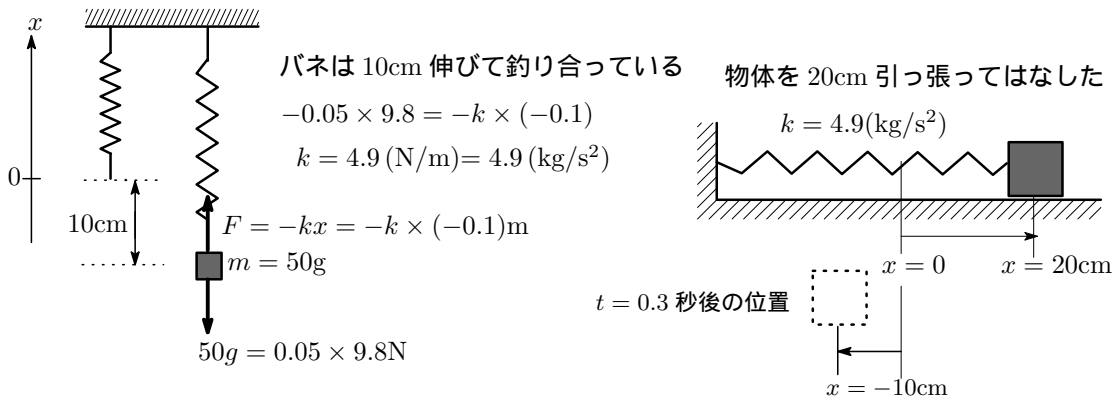 x
0
10cm
バネは 10cm 伸びて釣り合っている
−0.05 × 9.8 = −k × (−0.1)
k = 4.9 (N/m)= 4.9 (kg/s²)
F = −kx = −k × (−0.1)m
m = 50g
50g = 0.05 × 9.8N
物体を 20cm 引っ張ってはなした
k = 4.9(kg/s²)
x = 0
x = 20cm
t = 0.3 秒後の位置
x = −10cm